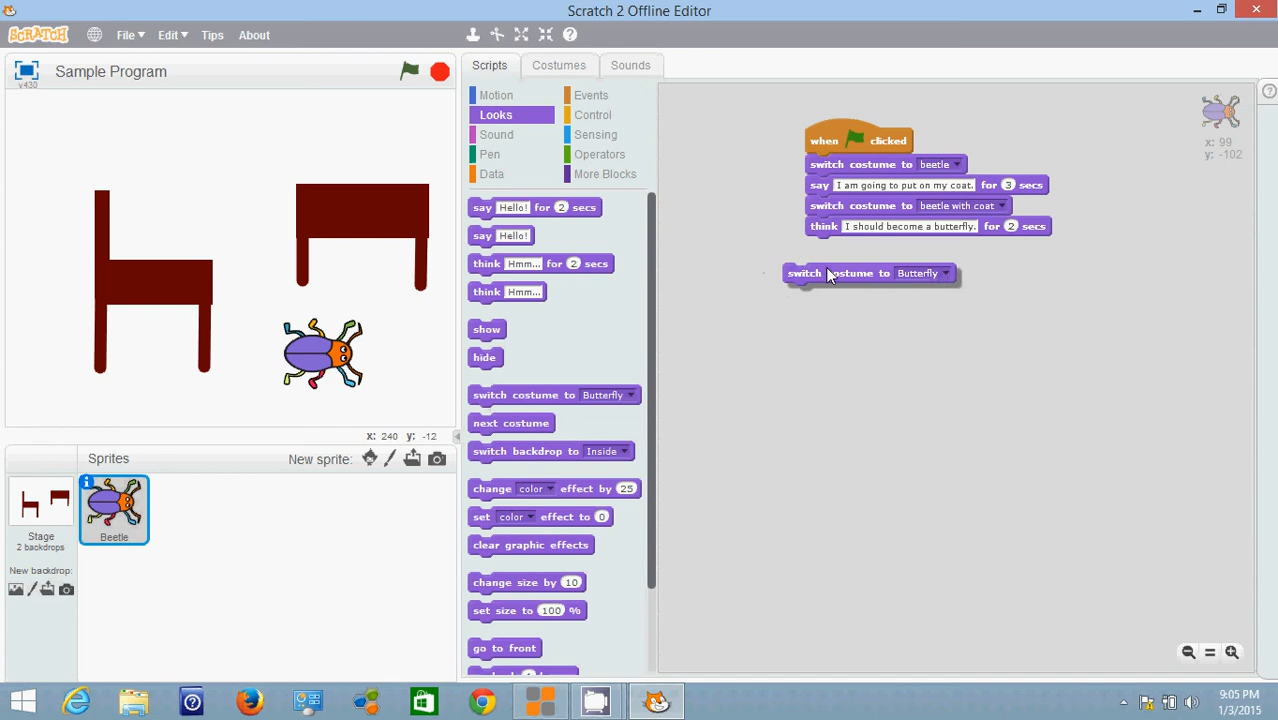 Scratch 2 Offline Editor
SCRATCH File Edit Tips About
v430
Sample Program
Scripts Costumes Sounds
Motion Events
Looks Control
Sound Sensing
Pen Operators
Data More Blocks
say Hello! for 2 secs
say Hello!
think Hmm... for 2 secs
think Hmm...
show
hide
switch costume to Butterfly
next costume
switch backdrop to Inside
change color effect by 25
set color effect to 0
clear graphic effects
change size by 10
set size to 100 %
go to front
when clicked
switch costume to beetle
say I am going to put on my coat. for 3 secs
switch costume to beetle with coat
think I should become a butterfly. for 2 secs
switch costume to Butterfly
x: 99
y: -102
x: 240 y: -12
Sprites New sprite:
Stage
2 backdrops
New backdrop:
Beetle
9:05 PM
1/3/2015